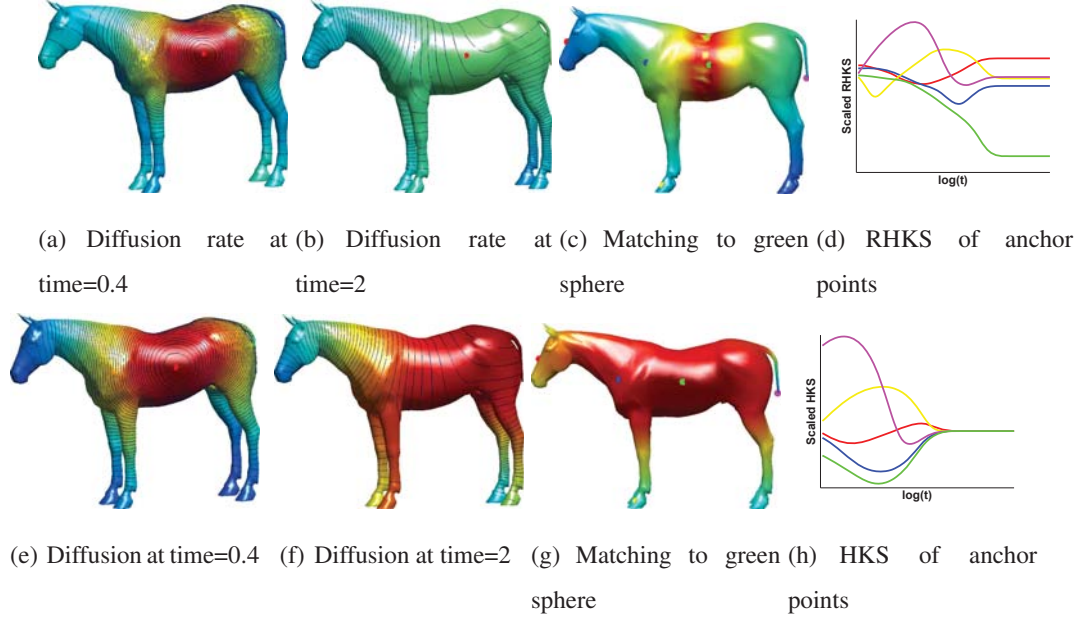 Scaled RHKS
log(t)
(a) Diffusion rate at (b) Diffusion rate at (c) Matching to green (d) RHKS of anchor
time=0.4 time=2 sphere points
Scaled HKS
log(t)
(e) Diffusion at time=0.4 (f) Diffusion at time=2 (g) Matching to green (h) HKS of anchor
sphere points